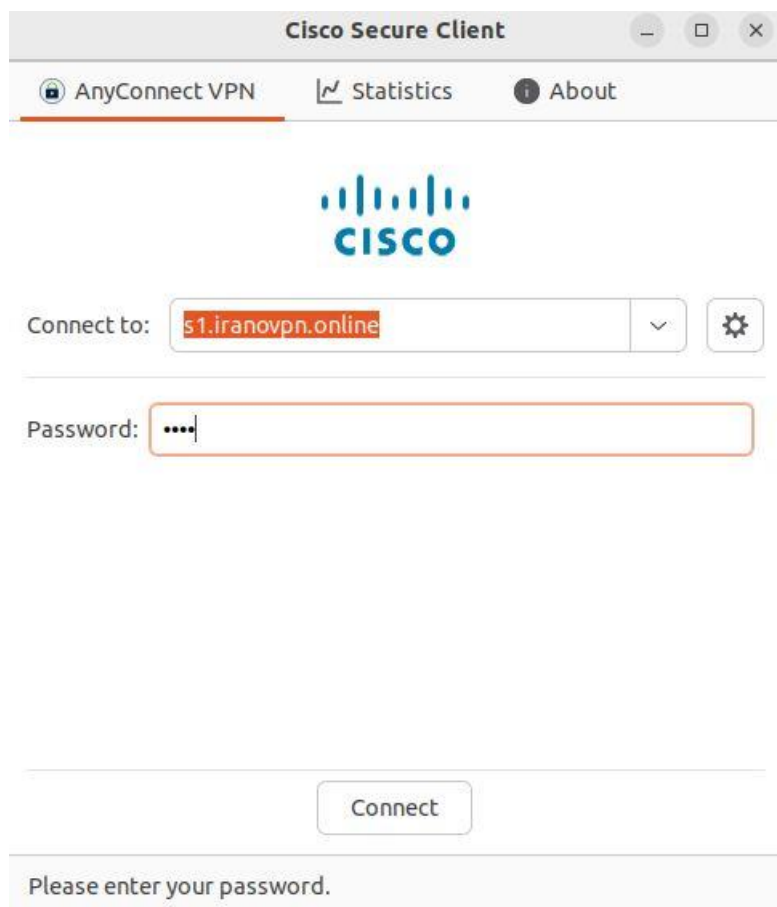 Cisco Secure Client
AnyConnect VPN Statistics About
CISCO
Connect to: s1.iranovpn.online
Password: ••••
Connect
Please enter your password.